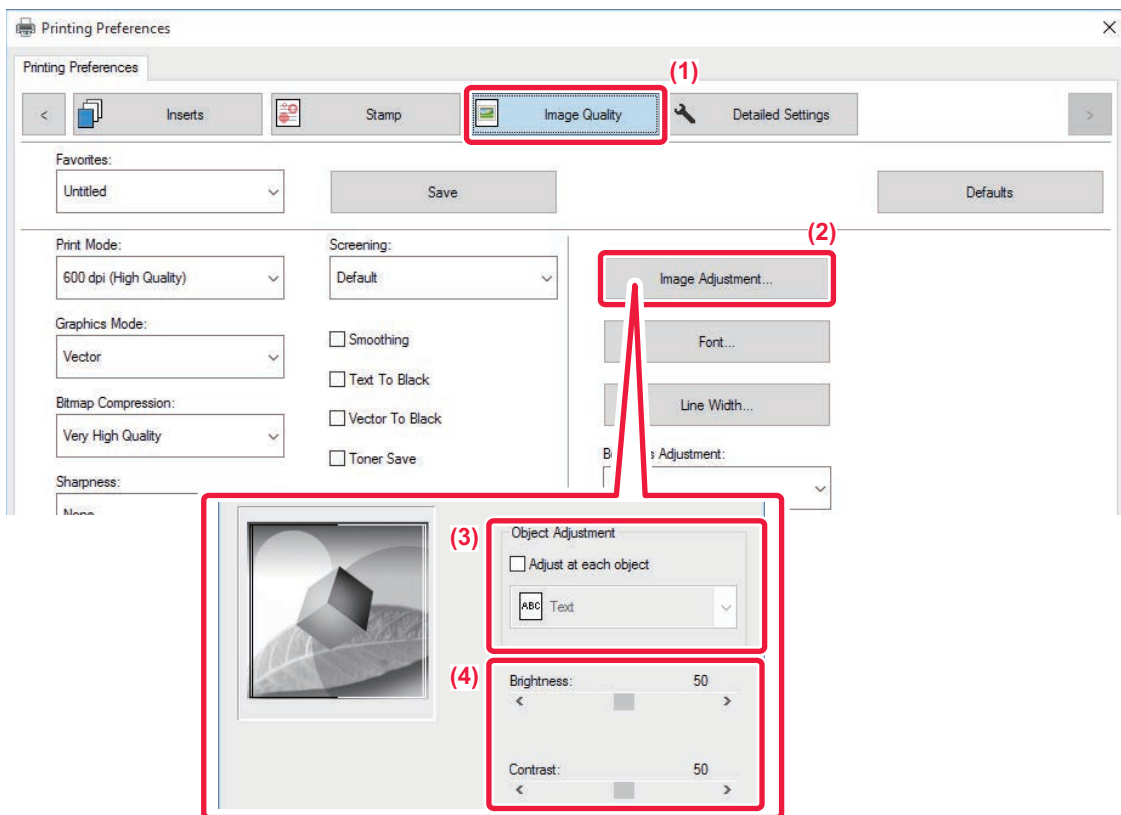 Printing Preferences
Printing Preferences
(1)
< Inserts Stamp Image Quality Detailed Settings >
Favorites:
Untitled Save Defaults
(2)
Print Mode: Screening:
600 dpi (High Quality) Default Image Adjustment...
Graphics Mode:
Vector Smoothing Font...
Text To Black
Bitmap Compression:
Very High Quality Vector To Black Line Width...
Toner Save
Adjustment:
Sharpness:
None
(3)
Object Adjustment
Adjust at each object
ABC Text
(4)
Brightness: 50
< >
Contrast: 50
< >